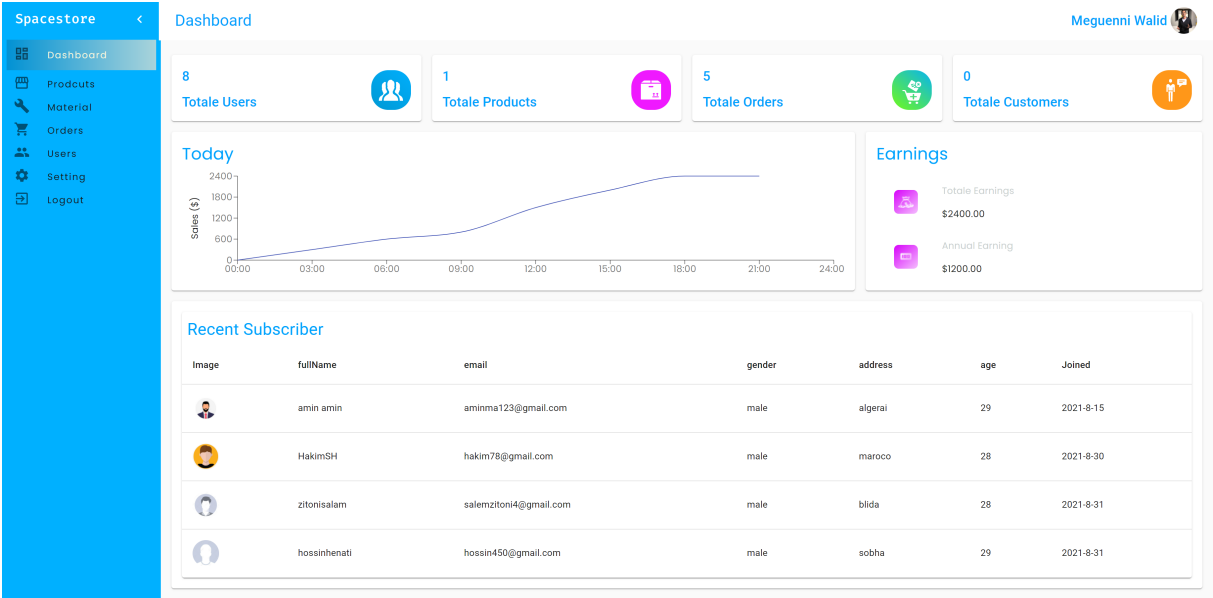 Spacestore
Dashboard
Meguenni Walid
Dashboard
Prodcuts
Material
Orders
Users
Setting
Logout
8
Totale Users
1
Totale Products
5
Totale Orders
0
Totale Customers
Today
Sales ($)
2400
1800
1200
600
0
00:00 03:00 06:00 09:00 12:00 15:00 18:00 21:00 24:00
Earnings
Totale Earnings
$2400.00
Annual Earning
$1200.00
Recent Subscriber
Image fullName email gender address age Joined
amin amin aminma123@gmail.com male algerai 29 2021-8-15
HakimSH hakim78@gmail.com male maroco 28 2021-8-30
zitonisalam salemzitoni4@gmail.com male blida 28 2021-8-31
hossinhenati hossin450@gmail.com male sobha 29 2021-8-31